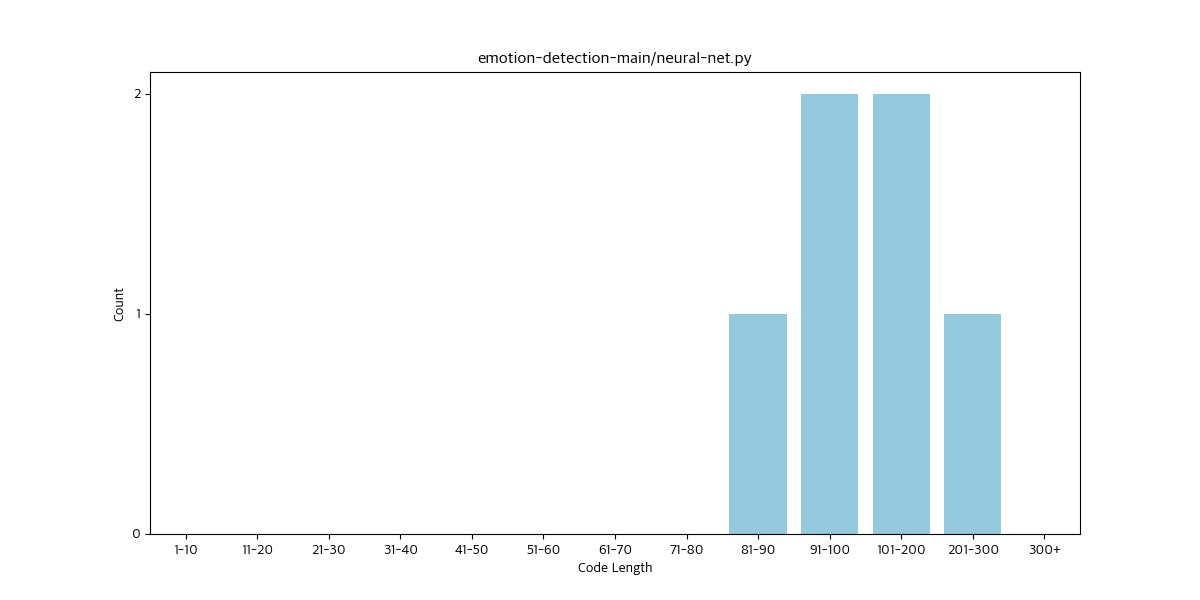 emotion-detection-main/neural-net.py
2
1
0
Count
1-10 11-20 21-30 31-40 41-50 51-60 61-70 71-80 81-90 91-100 101-200 201-300 300+
Code Length